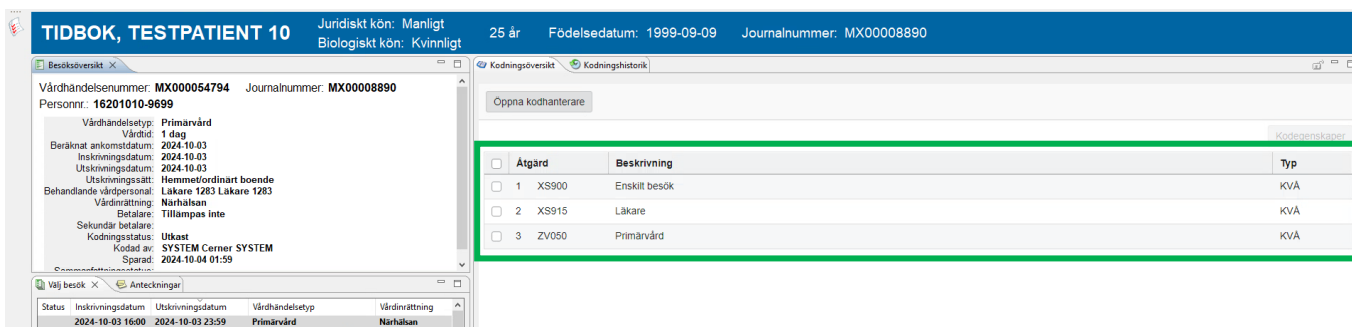 TIDBOK, TESTPATIENT 10
Juridiskt kön: Manligt
Biologiskt kön: Kvinnligt
25 år
Födelsedatum: 1999-09-09
Journalnummer: MX00008890
Besöksöversikt
Vårdhändelsenummer: MX000054794 Journalnummer: MX00008890
Personnr.: 16201010-9699
Vårdhändelsetyp: Primärvård
Vårdtid: 1 dag
Beräknat ankomstdatum: 2024-10-03
Inskrivningsdatum: 2024-10-03
Utskrivningsdatum: 2024-10-03
Utskrivningssätt: Hemmet/ordinärt boende
Behandlande vårdpersonal: Läkare 1283 Läkare 1283
Vårdinrättning: Närhälsan
Betalare: Tillämpas inte
Sekundär betalare:
Kodningsstatus: Utkast
Kodad av: SYSTEM Cerner SYSTEM
Sparad: 2024-10-04 01:59
Välj besök Anteckningar
Status Inskrivningsdatum Utskrivningsdatum Vårdhändelsetyp Vårdinrättning
2024-10-03 16:00 2024-10-03 23:59 Primärvård Närhälsan
Kodningsöversikt Kodningshistorik
Öppna kodhanterare
Kodegenskaper
Åtgärd Beskrivning Typ
1 XS900 Enskilt besök KVÅ
2 XS915 Läkare KVÅ
3 ZV050 Primärvård KVÅ